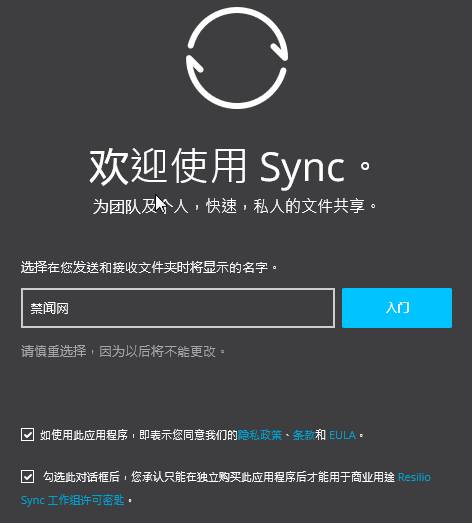 欢迎使用 Sync。
为团队及个人，快速，私人的文件共享。
选择在您发送和接收文件夹时将显示的名字。
禁闻网
入门
请慎重选择，因为以后将不能更改。
如使用此应用程序，即表示您同意我们的隐私政策、条款和 EULA。
勾选此对话框后，您承认只能在独立购买此应用程序后才能用于商业用途 Resilio
Sync 工作组许可密匙。